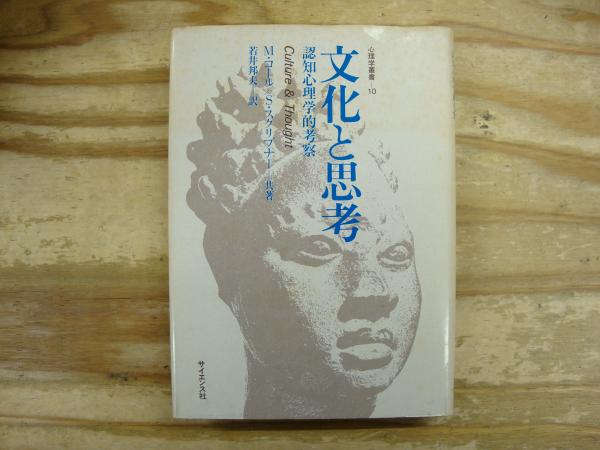 心理学叢書—10
文化と思考
認知心理学的考察
Culture & Thought
M・コール=S・スクリブナー—共著
若井邦夫—訳
サイエンス社